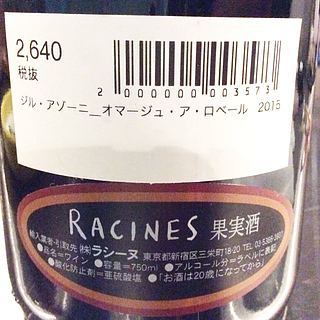 2,640
税抜
2 000000 003573
ジル・アゾーニ__オマージュ・ア・ロベール 2015
RACINES 果実酒
輸入業者・引取先 (株)ラシーヌ 東京都新宿区三栄町18-20 TEL 03-5366-3931
●品名=ワイン ●容量=750ml ●アルコール分=ラベルに表記
●酸化防止剤=亜硫酸塩 ●「お酒は20歳になってから」